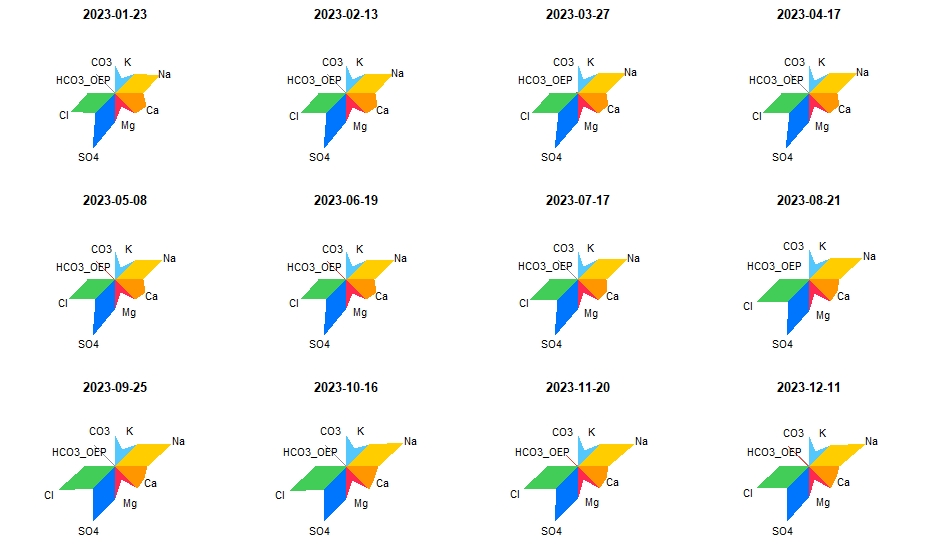 2023-01-23 2023-02-13 2023-03-27 2023-04-17
CO3 K CO3 K CO3 K CO3 K
HCO3_OEP Na HCO3_OEP Na HCO3_OEP Na HCO3_OEP Na
Cl Ca Cl Ca Cl Ca Cl Ca
Mg Mg Mg Mg
SO4 SO4 SO4 SO4
2023-05-08 2023-06-19 2023-07-17 2023-08-21
CO3 K CO3 K CO3 K CO3 K
HCO3_OEP Na HCO3_OEP Na HCO3_OEP Na HCO3_OEP Na
Cl Ca Cl Ca Cl Ca Cl Ca
Mg Mg Mg Mg
SO4 SO4 SO4 SO4
2023-09-25 2023-10-16 2023-11-20 2023-12-11
CO3 K CO3 K CO3 K CO3 K
HCO3_OEP Na HCO3_OEP Na HCO3_OEP Na HCO3_OEP Na
Cl Ca Cl Ca Cl Ca Cl Ca
Mg Mg Mg Mg
SO4 SO4 SO4 SO4